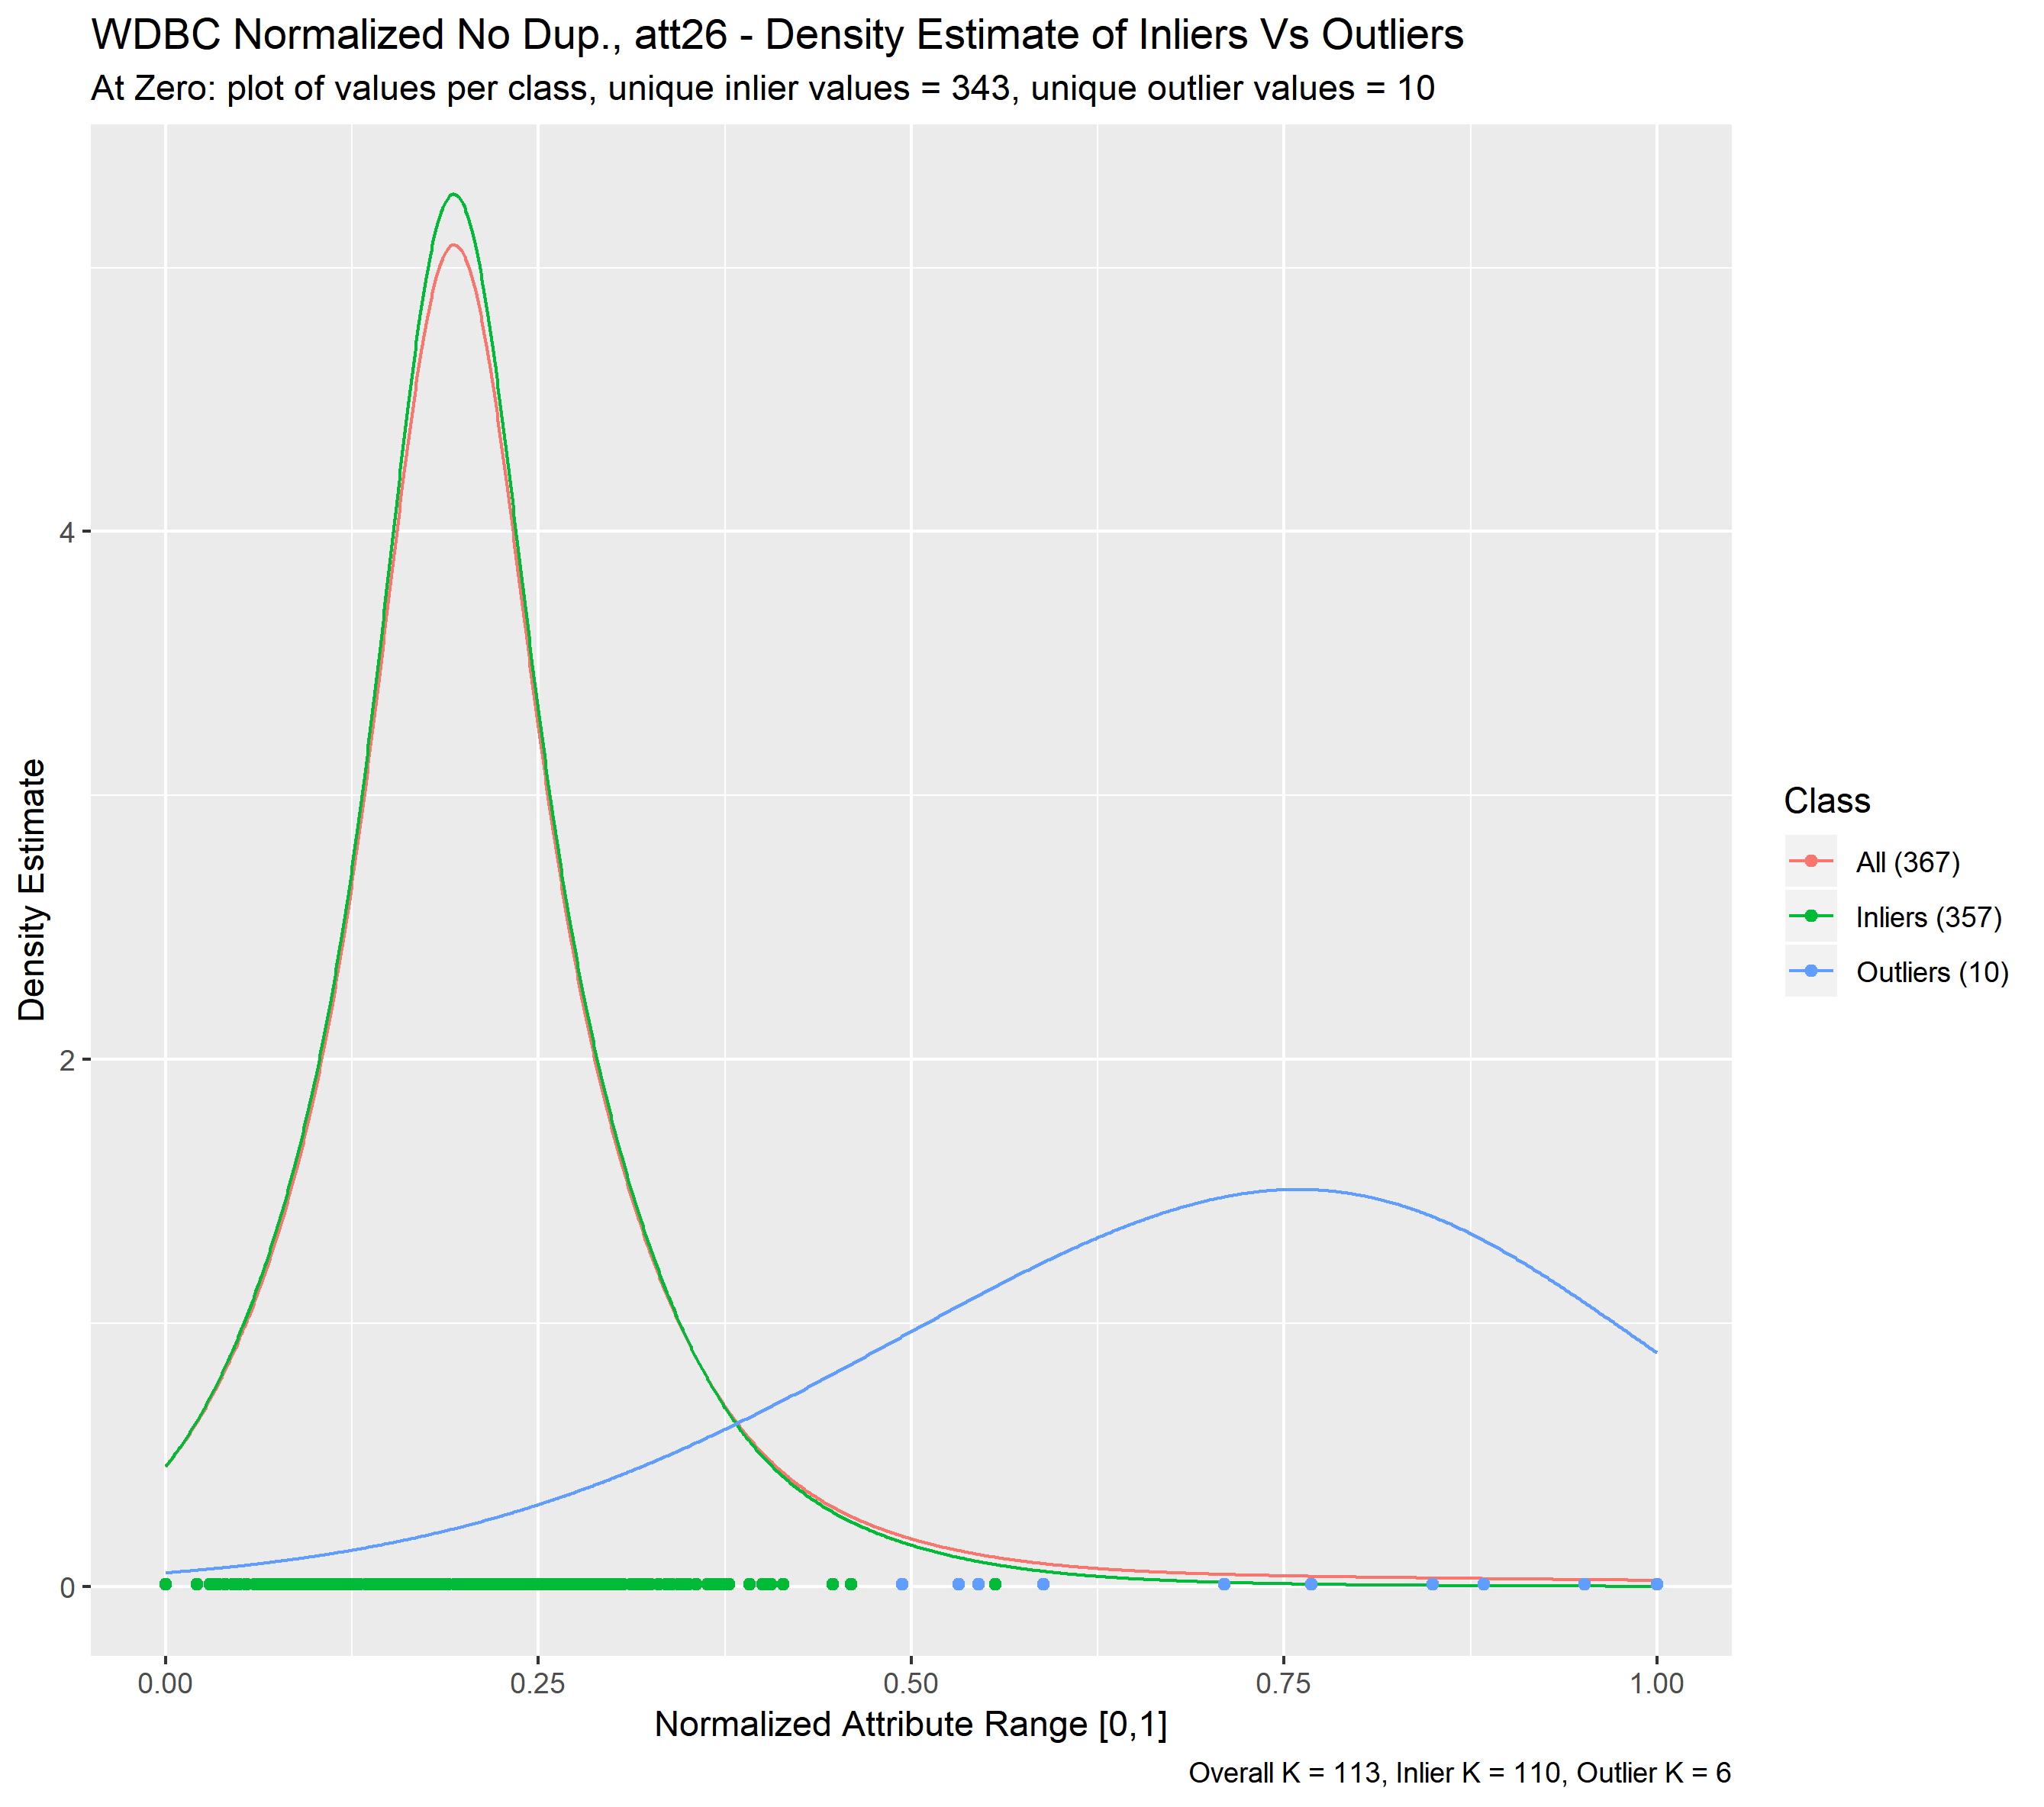 WDBC Normalized No Dup., att26 - Density Estimate of Inliers Vs Outliers
At Zero: plot of values per class, unique inlier values = 343, unique outlier values = 10
Density Estimate
4
2
0
0.00
0.25
0.50
0.75
1.00
Normalized Attribute Range [0,1]
Overall K = 113, Inlier K = 110, Outlier K = 6
Class
All (367)
Inliers (357)
Outliers (10)